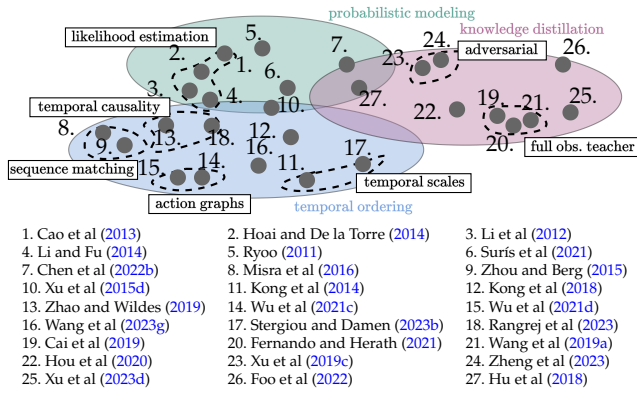 probabilistic modeling
likelihood estimation
knowledge distillation
adversarial
2.
1.
5.
7.
24.
23.
26.
3.
4.
6.
27.
10.
temporal causality
8.
9.
13.
18.
12.
22.
19.
21.
20.
25.
full obs. teacher
sequence matching
15.
14.
16.
11.
17.
temporal scales
action graphs
temporal ordering
1. Cao et al (2013) 2. Hoai and De la Torre (2014) 3. Li et al (2012)
4. Li and Fu (2014) 5. Ryoo (2011) 6. Surís et al (2021)
7. Chen et al (2022b) 8. Misra et al (2016) 9. Zhou and Berg (2015)
10. Xu et al (2015d) 11. Kong et al (2014) 12. Kong et al (2018)
13. Zhao and Wildes (2019) 14. Wu et al (2021c) 15. Wu et al (2021d)
16. Wang et al (2023g) 17. Stergiou and Damen (2023b) 18. Rangrej et al (2023)
19. Cai et al (2019) 20. Fernando and Herath (2021) 21. Wang et al (2019a)
22. Hou et al (2020) 23. Xu et al (2019c) 24. Zheng et al (2023)
25. Xu et al (2023d) 26. Foo et al (2022) 27. Hu et al (2018)